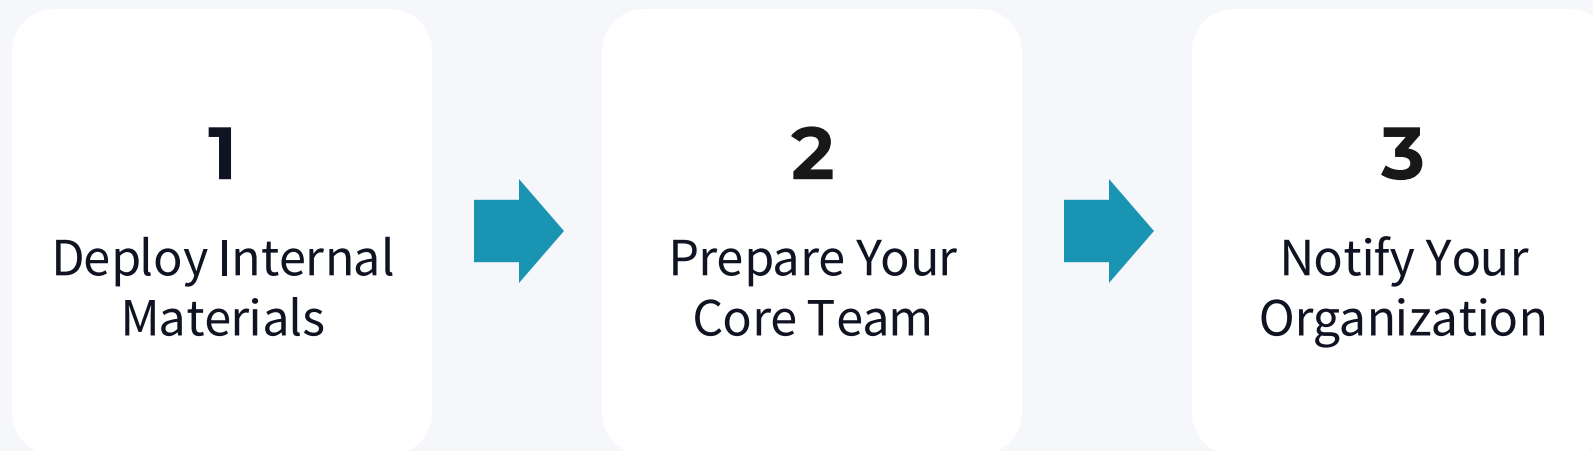 1
Deploy Internal
Materials
2
Prepare Your
Core Team
3
Notify Your
Organization